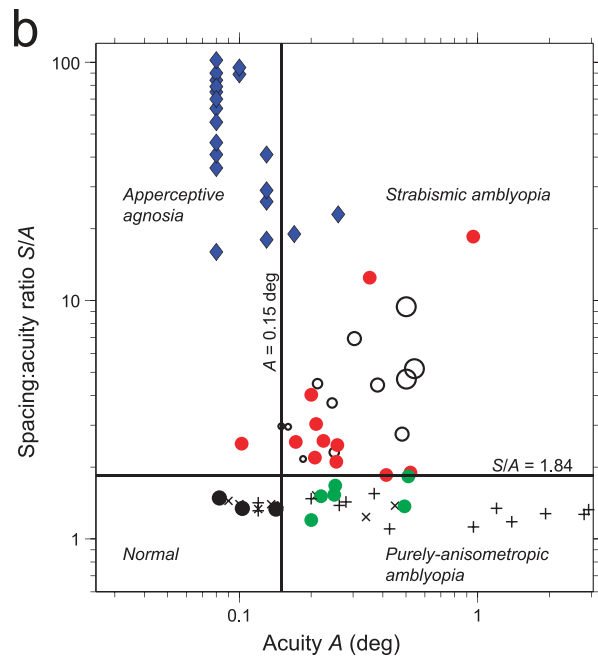 b
100
Apperceptive
agnosia
Strabismic amblyopia
Spacing:acuity ratio S/A
10
A = 0.15 deg
S/A = 1.84
1
Normal
Purely-anisometropic
amblyopia
0.1
1
Acuity A (deg)